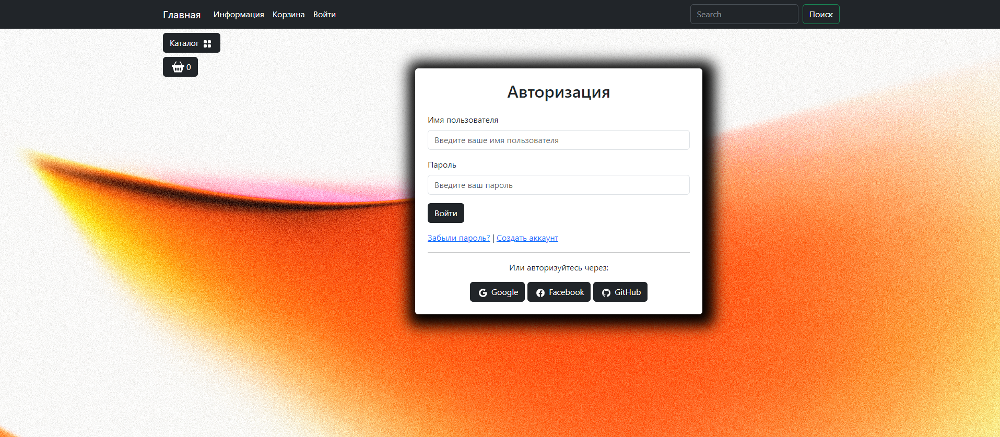 Главная Информация Корзина Войти Search Поиск
Каталог
0
Авторизация
Имя пользователя
Введите ваше имя пользователя
Пароль
Введите ваш пароль
Войти
Забыли пароль? | Создать аккаунт
Или авторизуйтесь через:
Google Facebook GitHub